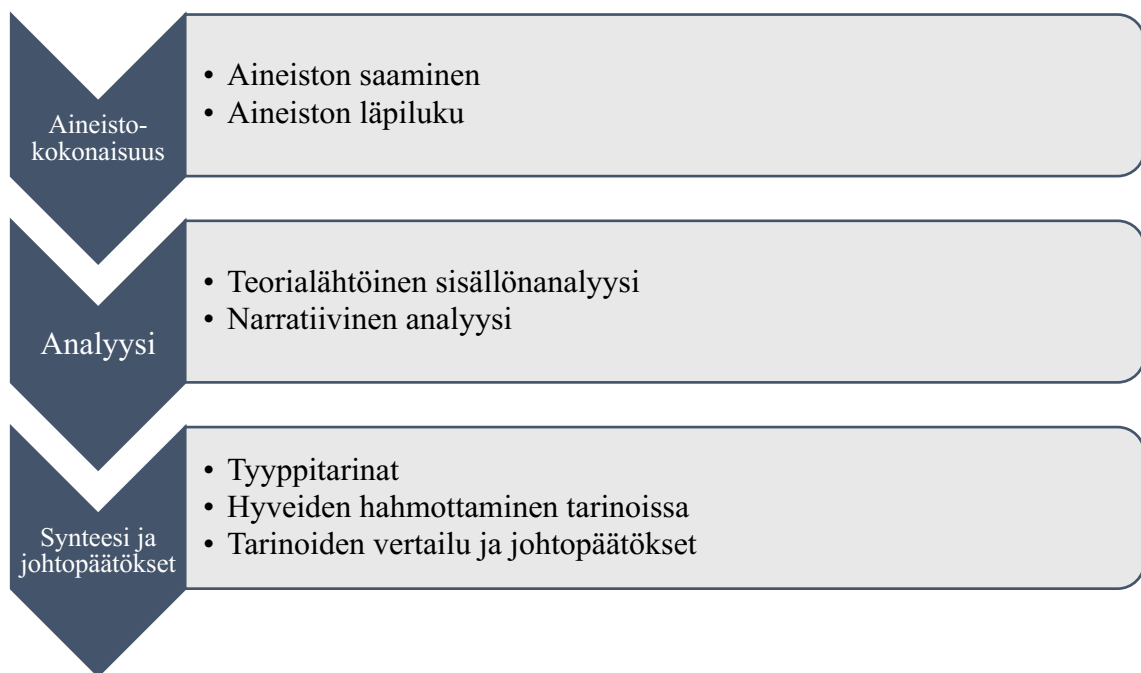 Aineisto-
kokonaisuus
• Aineiston saaminen
• Aineiston läpiluku
Analyysi
• Teorialähtöinen sisällönanalyysi
• Narratiivinen analyysi
Synteesi ja
johtopäätökset
• Tyyppitarinat
• Hyveiden hahmottaminen tarinoissa
• Tarinoiden vertailu ja johtopäätökset